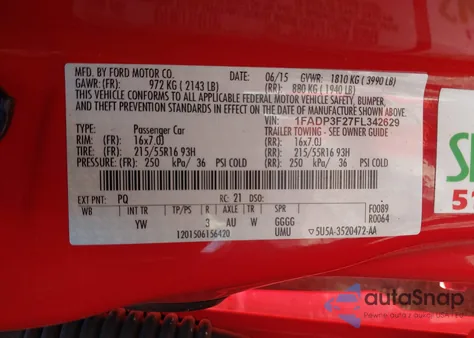 MFD. BY FORD MOTOR CO.
DATE: 06/15 GVWR: 1810 KG ( 3990 LB)
GAWR: (FR): 972 KG ( 2143 LB) (RR): 880 KG ( 1940 LB)
THIS VEHICLE CONFORMS TO ALL APPLICABLE FEDERAL MOTOR VEHICLE SAFETY, BUMPER,
AND THEFT PREVENTION STANDARDS IN EFFECT ON THE DATE OF MANUFACTURE SHOWN ABOVE.
VIN: 1FADP3F27FL342629
TYPE: Passenger Car TRAILER TOWING - SEE OWNER GUIDE
RIM: (FR): 16x7.0J (RR): 16x7.0J
TIRE: (FR): 215/55R16 93H (RR): 215/55R16 93H
PRESSURE: (FR): 250 kPa/ 36 PSI COLD (RR): 250 kPa/ 36 PSI COLD
EXT PNT: PQ RC: 21 DSO:
WB INT TR TP/PS R A W SPR F0089
YW 3 AU W GGGG R0064
1201506156420 UMU 5U5A-3520472-AA
autoSnap